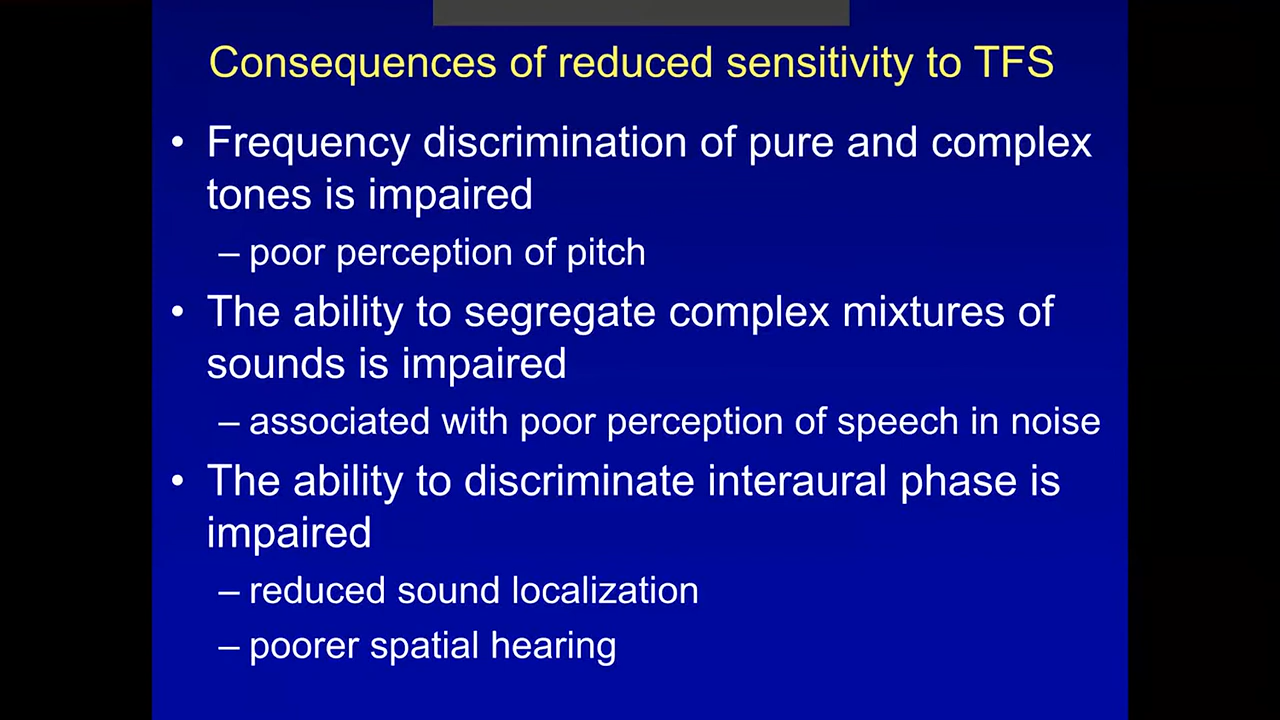 Consequences of reduced sensitivity to TFS
• Frequency discrimination of pure and complex
tones is impaired
– poor perception of pitch
• The ability to segregate complex mixtures of
sounds is impaired
– associated with poor perception of speech in noise
• The ability to discriminate interaural phase is
impaired
– reduced sound localization
– poorer spatial hearing